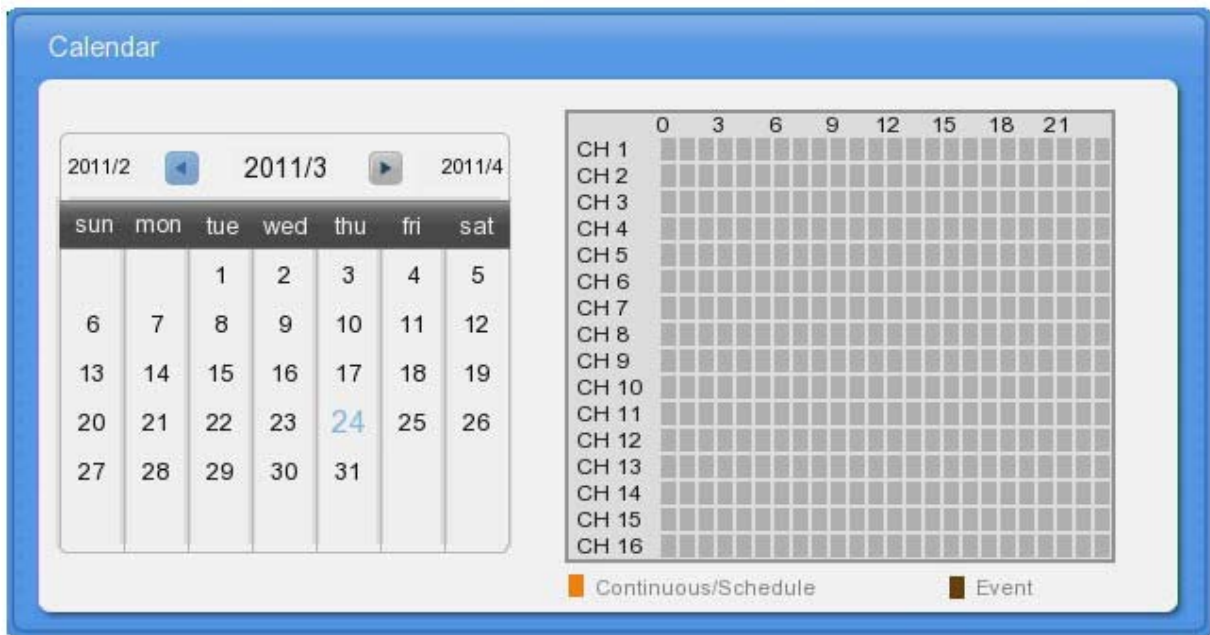 Calendar
2011/2 2011/3 2011/4
sun mon tue wed thu fri sat
1 2 3 4 5
6 7 8 9 10 11 12
13 14 15 16 17 18 19
20 21 22 23 24 25 26
27 28 29 30 31
0 3 6 9 12 15 18 21
CH 1
CH 2
CH 3
CH 4
CH 5
CH 6
CH 7
CH 8
CH 9
CH 10
CH 11
CH 12
CH 13
CH 14
CH 15
CH 16
Continuous/Schedule Event